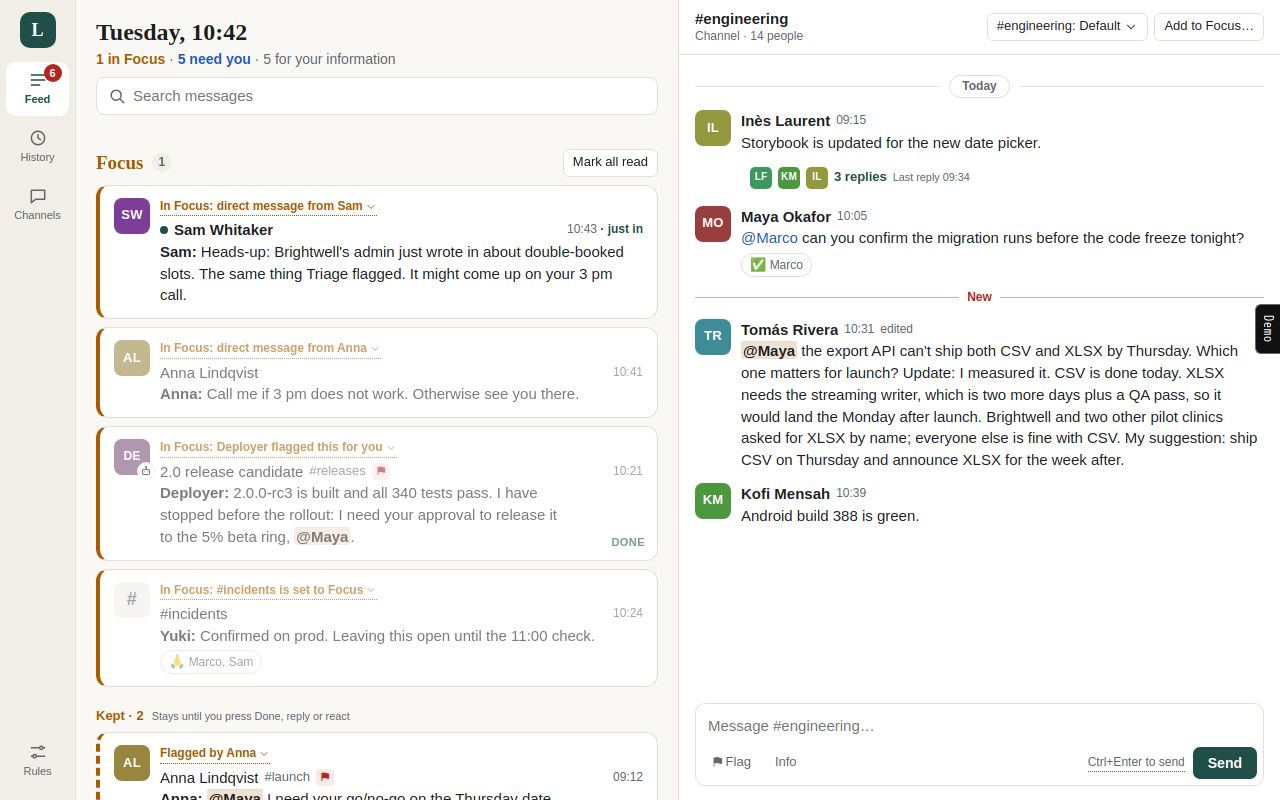 L
6
Feed
History
Channels
Rules
Tuesday, 10:42
1 in Focus · 5 need you · 5 for your information
Search messages
Focus 1
Mark all read
SW
In Focus: direct message from Sam
Sam Whitaker
10:43 · just in
Sam: Heads-up: Brightwell's admin just wrote in about double-booked
slots. The same thing Triage flagged. It might come up on your 3 pm
call.
AL
In Focus: direct message from Anna
Anna Lindqvist
10:41
Anna: Call me if 3 pm does not work. Otherwise see you there.
DE
In Focus: Deployer flagged this for you
2.0 release candidate #releases
10:21
Deployer: 2.0.0-rc3 is built and all 340 tests pass. I have
stopped before the rollout: I need your approval to release it
to the 5% beta ring, @Maya.
DONE
#
In Focus: #incidents is set to Focus
#incidents
10:24
Yuki: Confirmed on prod. Leaving this open until the 11:00 check.
🙏 Marco, Sam
Kept · 2 Stays until you press Done, reply or react
AL
Flagged by Anna
Anna Lindqvist #launch
09:12
Anna: @Maya I need your go/no-go on the Thursday date
#engineering
Channel · 14 people
#engineering: Default
Add to Focus…
Today
IL
Inès Laurent 09:15
Storybook is updated for the new date picker.
LF KM IL 3 replies Last reply 09:34
MO
Maya Okafor 10:05
@Marco can you confirm the migration runs before the code freeze tonight?
✅ Marco
New
TR
Tomás Rivera 10:31 edited
@Maya the export API can't ship both CSV and XLSX by Thursday. Which
one matters for launch? Update: I measured it. CSV is done today. XLSX
needs the streaming writer, which is two more days plus a QA pass, so it
would land the Monday after launch. Brightwell and two other pilot clinics
asked for XLSX by name; everyone else is fine with CSV. My suggestion: ship
CSV on Thursday and announce XLSX for the week after.
KM
Kofi Mensah 10:39
Android build 388 is green.
Demo
Message #engineering…
Flag
Info
Ctrl+Enter to send
Send